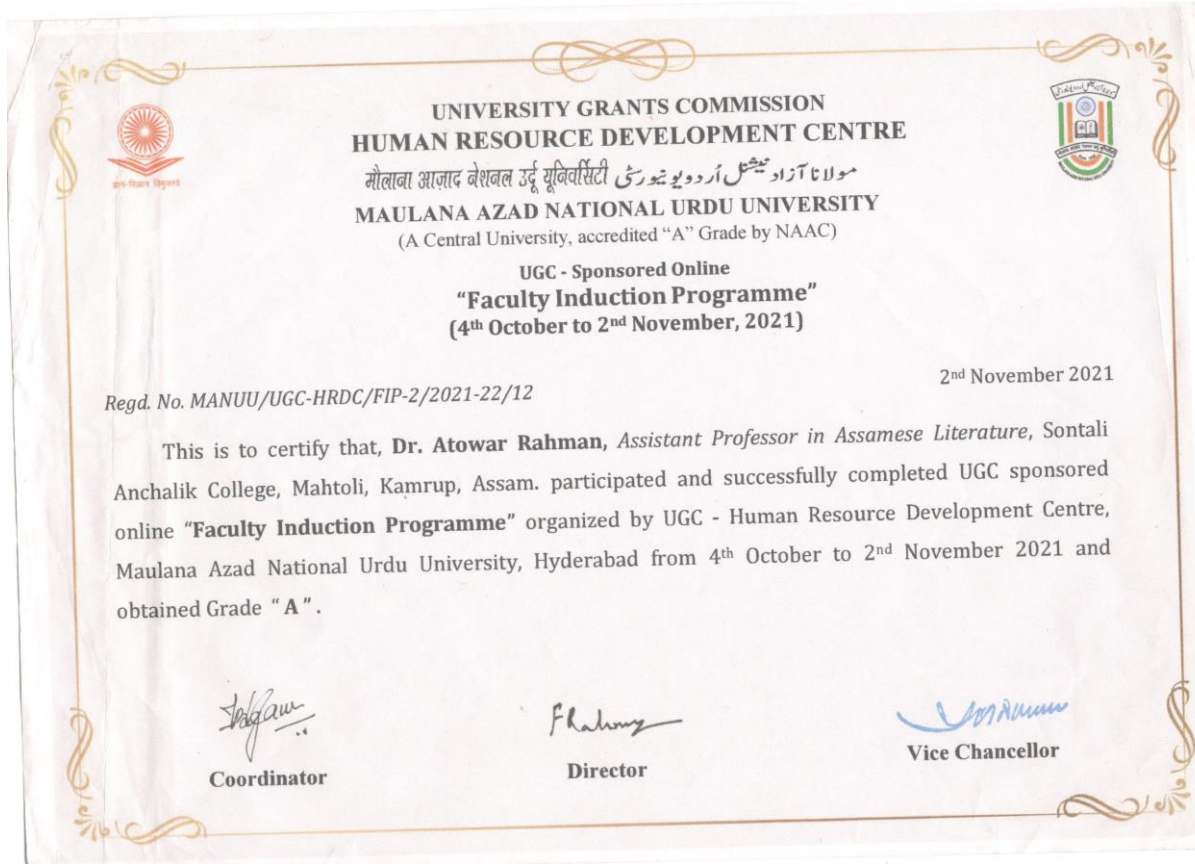 UNIVERSITY GRANTS COMMISSION
HUMAN RESOURCE DEVELOPMENT CENTRE
मौलाना आज़ाद नेशनल उर्दू यूनिवर्सिटी مولانا آزاد نیشنل اُردو یونیورسٹی
MAULANA AZAD NATIONAL URDU UNIVERSITY
(A Central University, accredited “A” Grade by NAAC)
ज्ञान-विज्ञान विमुक्तये
UGC - Sponsored Online
“Faculty Induction Programme”
(4th October to 2nd November, 2021)
2nd November 2021
Regd. No. MANUU/UGC-HRDC/FIP-2/2021-22/12
This is to certify that, Dr. Atowar Rahman, Assistant Professor in Assamese Literature, Sontali
Anchalik College, Mahtoli, Kamrup, Assam. participated and successfully completed UGC sponsored
online “Faculty Induction Programme” organized by UGC - Human Resource Development Centre,
Maulana Azad National Urdu University, Hyderabad from 4th October to 2nd November 2021 and
obtained Grade “ A ” .
Coordinator
Director
Vice Chancellor